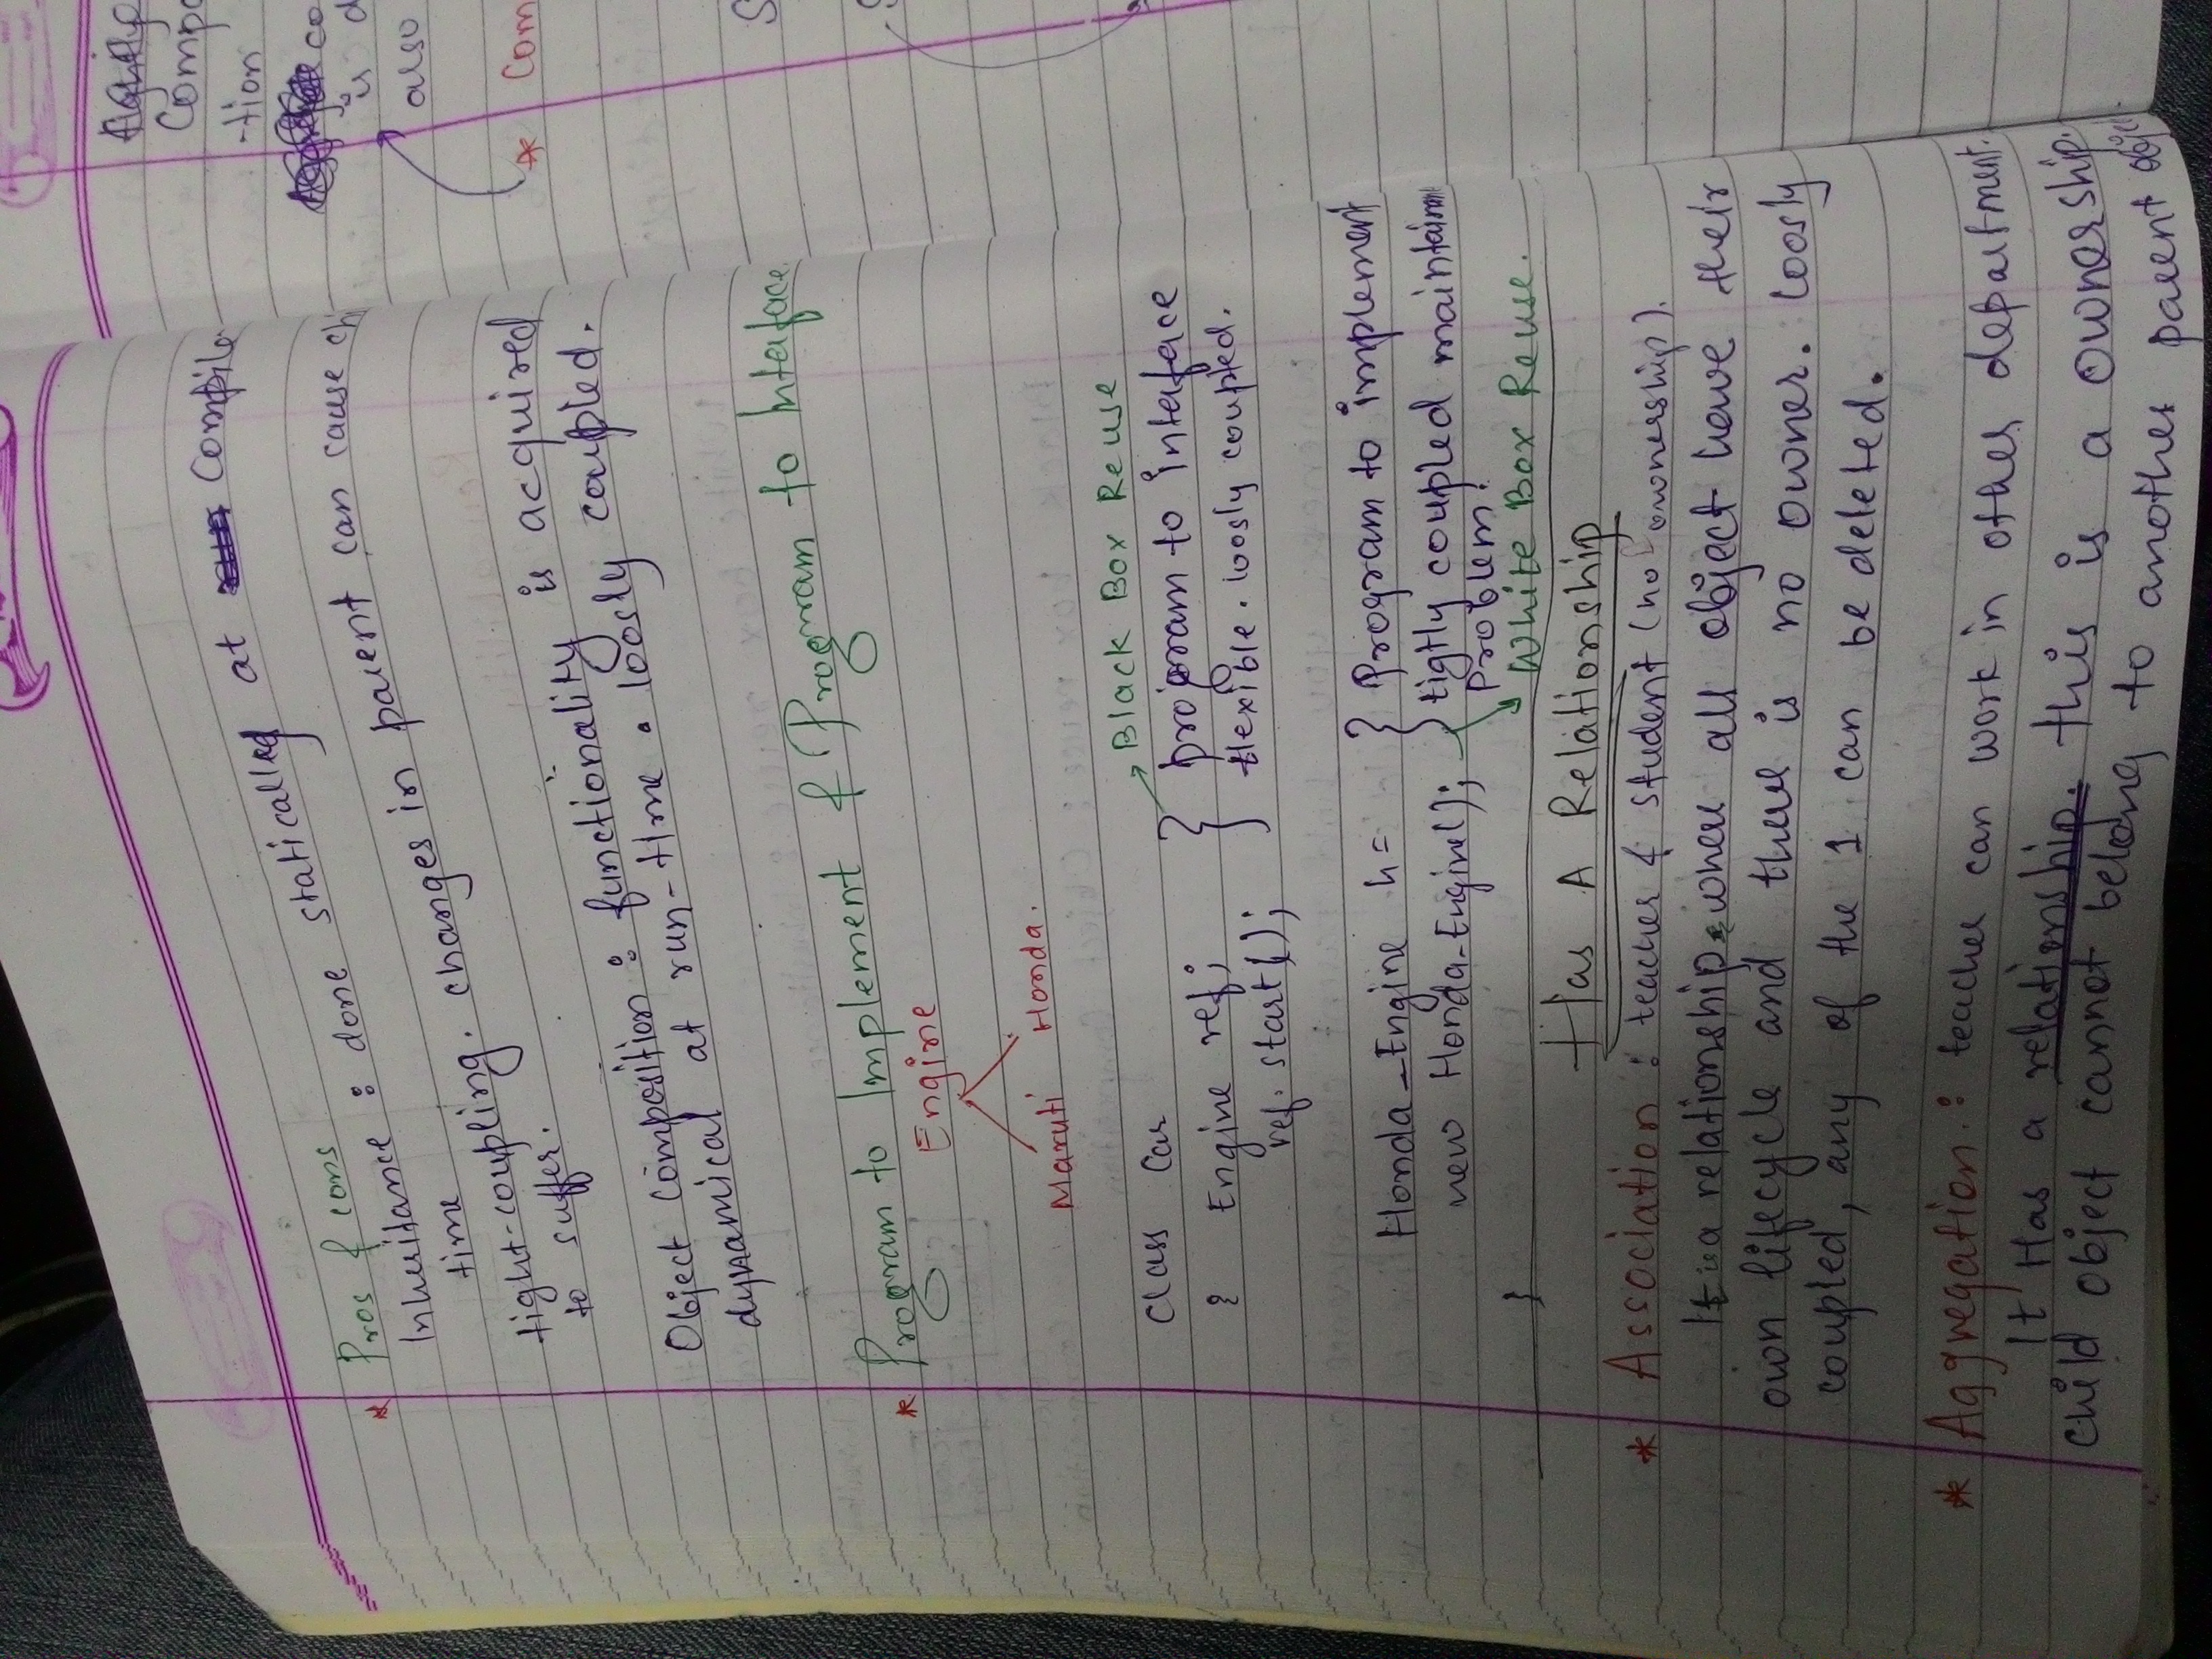 * Pros & cons
Inheritance : done statically at run Compile
time
tight-coupling. changes in parent can cause chi
to suffer.
Object Composition : functionality is acquired
dynamical at run-time . loosly coupled.
* Program to Implement & Program to Interface
Engine
Maruti Honda.
Black Box Reuse
Class Car
{ Engine ref;
ref. start();
} program to interface
flexible. loosly coupled.
Honda_Engine h =
new Honda-Engine();
} Program to implement
tigtly coupled
Problem.
White Box Reuse.
}
Has A Relationship
* Association : teacher & student (no ownership).
It is a relationship where all object have their
own lifecycle and there is no owner. loosly
coupled, any of the 1 can be deleted.
* Aggregation. : teacher can work in other department.
It Has a relationship. this is a ownership.
child object cannot belong to another parent obj
Compo
-tion
co
is d
also
* Com
S